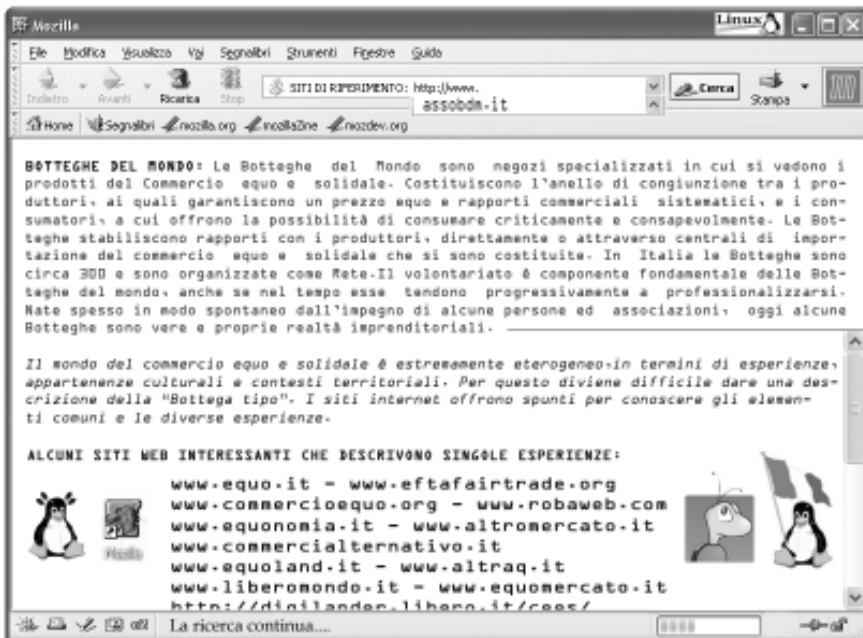 Mozilla
Linux
File Modifica Visualizza Vai Segnalibri Strumenti Finestre Guida
Indietro Avanti Ricarica Stop
SITI DI RIFERIMENTO: http://www.
assobdm.it
Cerca
Stampa
Home Segnalibri mozilla.org mozillaZine mozdev.org
BOTTEGHE DEL MONDO: Le Botteghe del Mondo sono negozi specializzati in cui si vedono i
prodotti del Commercio equo e solidale. Costituiscono l'anello di congiunzione tra i pro-
duttori, ai quali garantiscono un prezzo equo e rapporti commerciali sistematici, e i con-
sumatori, a cui offrono la possibilità di consumare criticamente e consapevolmente. Le Bot-
teghe stabiliscono rapporti con i produttori, direttamente o attraverso centrali di impor-
tazione del commercio equo e solidale che si sono costituite. In Italia le Botteghe sono
circa 300 e sono organizzate come Rete.Il volontariato è componente fondamentale delle Bot-
teghe del mondo, anche se nel tempo esse tendono progressivamente a professionalizzarsi.
Nate spesso in modo spontaneo dall'impegno di alcune persone ed associazioni, oggi alcune
Botteghe sono vere e proprie realtà imprenditoriali.
Il mondo del commercio equo e solidale è estremamente eterogeneo,in termini di esperienze,
appartenenze culturali e contesti territoriali. Per questo diviene difficile dare una des-
crizione della "Bottega tipo". I siti internet offrono spunti per conoscere gli elemen-
ti comuni e le diverse esperienze.
ALCUNI SITI WEB INTERESSANTI CHE DESCRIVONO SINGOLE ESPERIENZE:
www.equo.it - www.eftafairtrade.org
www.commercioequo.org - www.robaweb.com
www.equonomia.it - www.altromercato.it
www.commercialternativo.it
www.equoland.it - www.altraq.it
www.liberomondo.it - www.equomercato.it
http://digilander.libero.it/cees/
Mozilla
La ricerca continua....